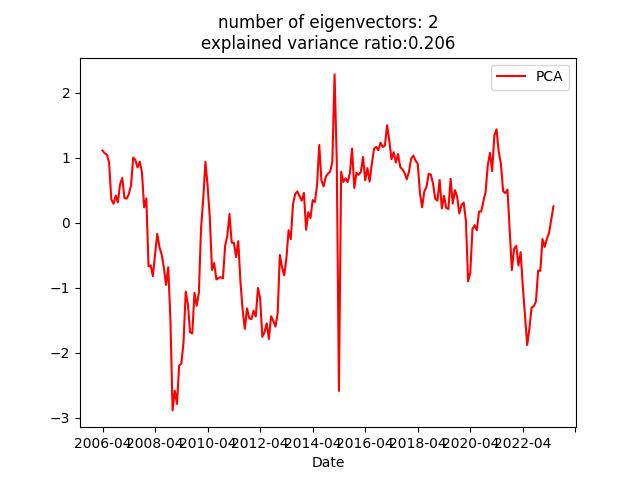 number of eigenvectors: 2
explained variance ratio:0.206
PCA
2
1
0
−1
−2
−3
2006-04 2008-04 2010-04 2012-04 2014-04 2016-04 2018-04 2020-04 2022-04
Date